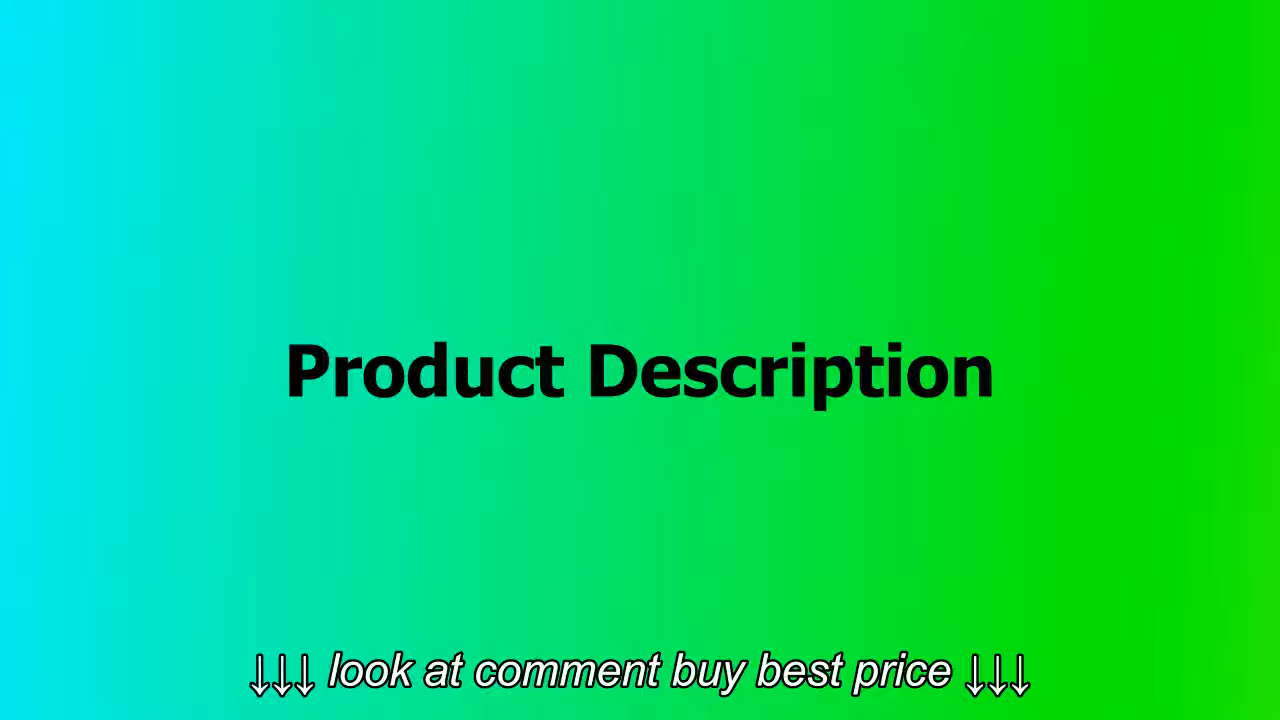 Product Description
↓↓↓ look at comment buy best price ↓↓↓